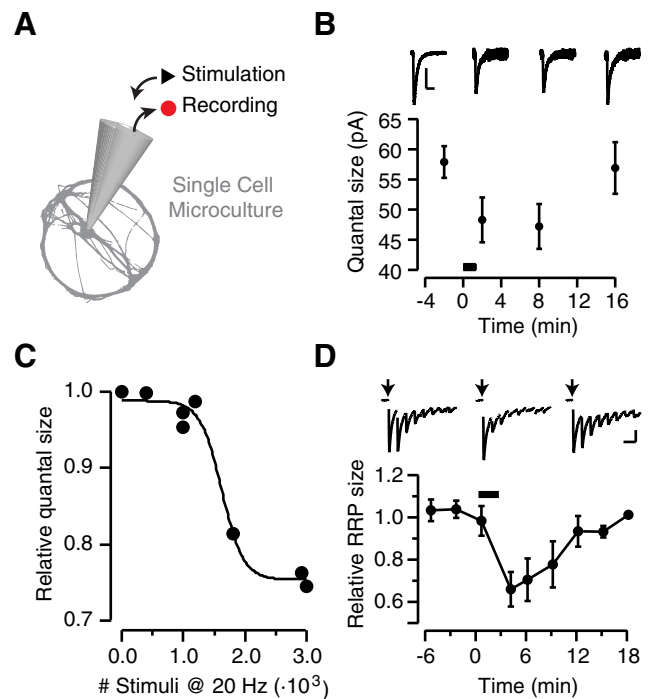 A
Stimulation
Recording
Single Cell
Microculture
B
Quantal size (pA)
65
60
55
50
45
40
-4 0 4 8 12 16
Time (min)
C
Relative quantal size
1.0
0.9
0.8
0.7
0.0 1.0 2.0 3.0
# Stimuli @ 20 Hz (·10³)
D
Relative RRP size
1.2
1.0
0.8
0.6
-6 0 6 12 18
Time (min)